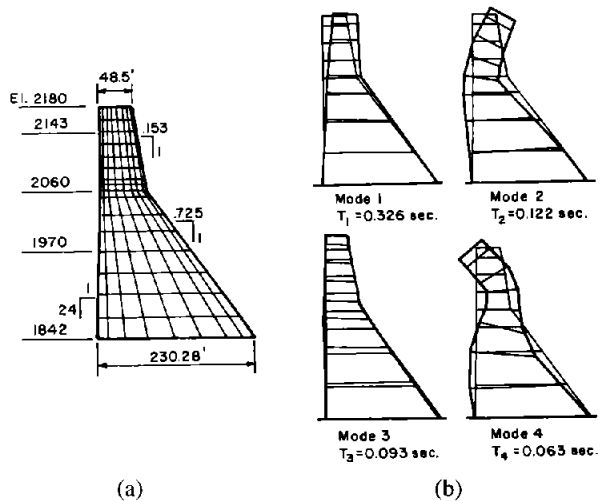 48.5'
El. 2180
2143
.153
1
2060
.725
1
1970
1
24
1842
230.28'
(a)
Mode 1
T1=0.326 sec.
Mode 2
T2=0.122 sec.
Mode 3
T3=0.093 sec.
Mode 4
T4=0.063 sec.
(b)